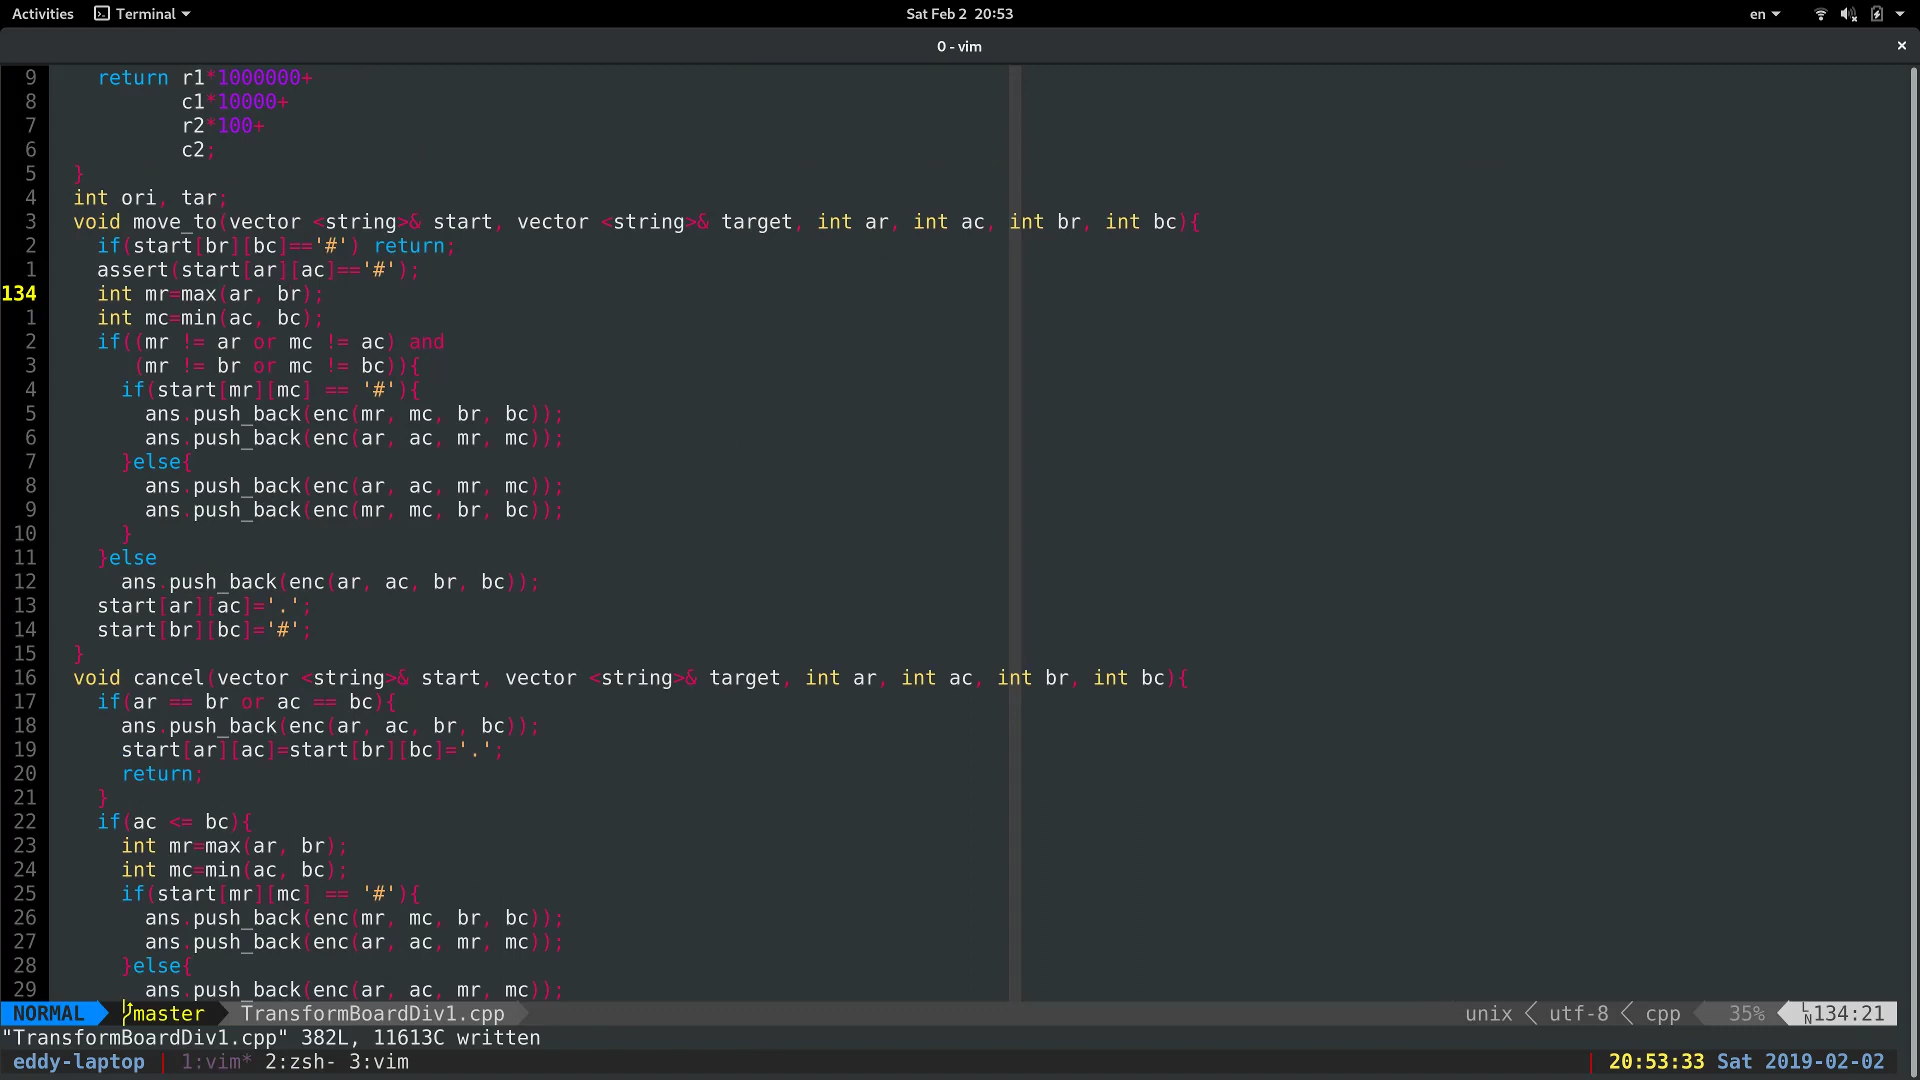 Activities Terminal Sat Feb 2 20:53 en
0 - vim
9 return r1*1000000+
8 c1*10000+
7 r2*100+
6 c2;
5 }
4 int ori, tar;
3 void move_to(vector <string>& start, vector <string>& target, int ar, int ac, int br, int bc){
2 if(start[br][bc]=='#') return;
1 assert(start[ar][ac]=='#');
134 int mr=max(ar, br);
1 int mc=min(ac, bc);
2 if((mr != ar or mc != ac) and
3 (mr != br or mc != bc)){
4 if(start[mr][mc] == '#'){
5 ans.push_back(enc(mr, mc, br, bc));
6 ans.push_back(enc(ar, ac, mr, mc));
7 }else{
8 ans.push_back(enc(ar, ac, mr, mc));
9 ans.push_back(enc(mr, mc, br, bc));
10 }
11 }else
12 ans.push_back(enc(ar, ac, br, bc));
13 start[ar][ac]='.';
14 start[br][bc]='#';
15 }
16 void cancel(vector <string>& start, vector <string>& target, int ar, int ac, int br, int bc){
17 if(ar == br or ac == bc){
18 ans.push_back(enc(ar, ac, br, bc));
19 start[ar][ac]=start[br][bc]='.';
20 return;
21 }
22 if(ac <= bc){
23 int mr=max(ar, br);
24 int mc=min(ac, bc);
25 if(start[mr][mc] == '#'){
26 ans.push_back(enc(mr, mc, br, bc));
27 ans.push_back(enc(ar, ac, mr, mc));
28 }else{
29 ans.push_back(enc(ar, ac, mr, mc));
NORMAL master TransformBoardDiv1.cpp unix utf-8 cpp 35% LN 134:21
"TransformBoardDiv1.cpp" 382L, 11613C written
eddy-laptop 1:vim* 2:zsh- 3:vim 20:53:33 Sat 2019-02-02